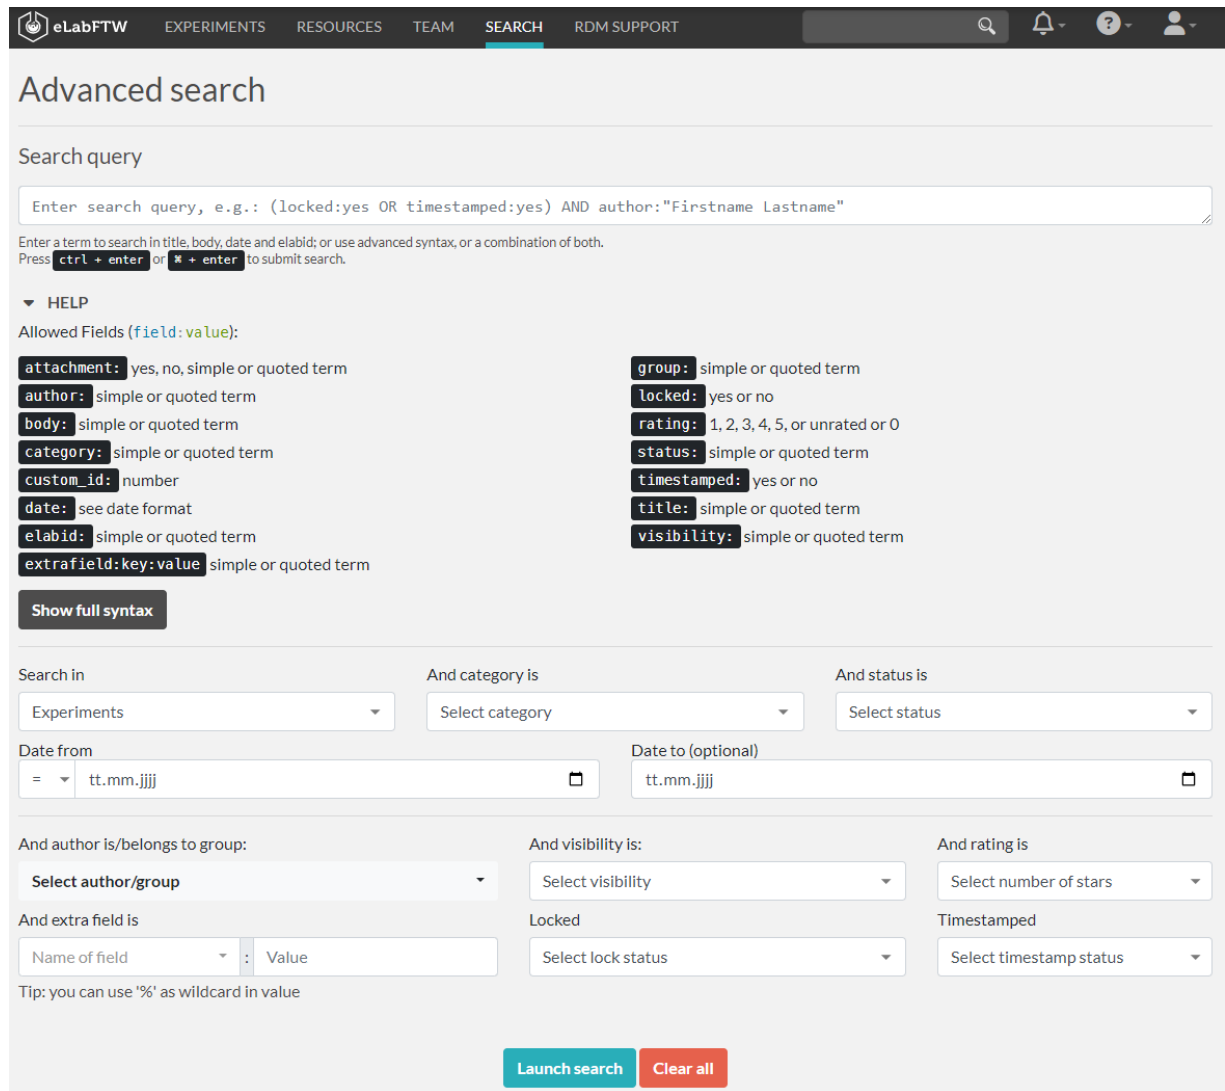 eLabFTW EXPERIMENTS RESOURCES TEAM SEARCH RDM SUPPORT
Advanced search
Search query
Enter search query, e.g.: (locked:yes OR timestamped:yes) AND author:"Firstname Lastname"
Enter a term to search in title, body, date and elabid; or use advanced syntax, or a combination of both.
Press ctrl + enter or ⌘ + enter to submit search.
HELP
Allowed Fields (field:value):
attachment: yes, no, simple or quoted term
author: simple or quoted term
body: simple or quoted term
category: simple or quoted term
custom_id: number
date: see date format
elabid: simple or quoted term
extrafield:key:value simple or quoted term
group: simple or quoted term
locked: yes or no
rating: 1, 2, 3, 4, 5, or unrated or 0
status: simple or quoted term
timestamped: yes or no
title: simple or quoted term
visibility: simple or quoted term
Show full syntax
Search in And category is And status is
Experiments Select category Select status
Date from Date to (optional)
= tt.mm.jjjj tt.mm.jjjj
And author is/belongs to group: And visibility is: And rating is
Select author/group Select visibility Select number of stars
And extra field is Locked Timestamped
Name of field : Value Select lock status Select timestamp status
Tip: you can use '%' as wildcard in value
Launch search Clear all